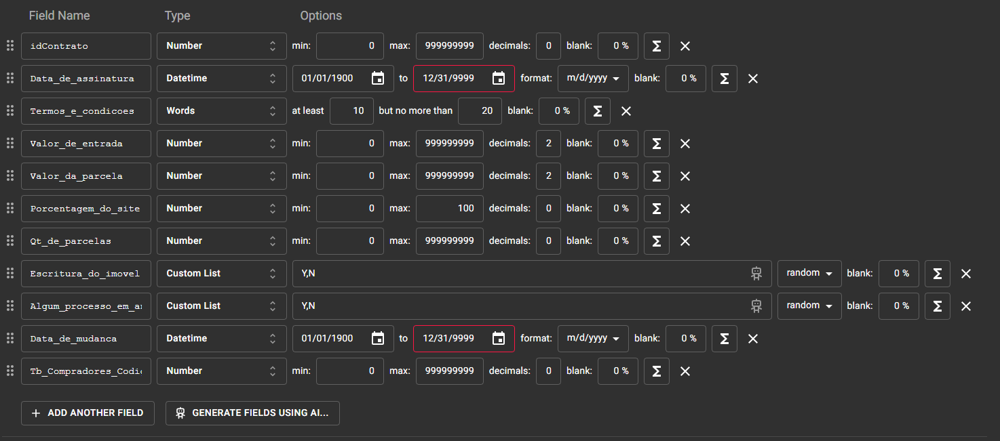 Field Name Type Options
idContrato Number min: 0 max: 999999999 decimals: 0 blank: 0 % Σ
Data_de_assinatura Datetime 01/01/1900 to 12/31/9999 format: m/d/yyyy blank: 0 % Σ
Termos_e_condicoes Words at least 10 but no more than 20 blank: 0 % Σ
Valor_de_entrada Number min: 0 max: 999999999 decimals: 2 blank: 0 % Σ
Valor_da_parcela Number min: 0 max: 999999999 decimals: 2 blank: 0 % Σ
Porcentagem_do_site Number min: 0 max: 100 decimals: 0 blank: 0 % Σ
Qt_de_parcelas Number min: 0 max: 999999999 decimals: 0 blank: 0 % Σ
Escritura_do_imovel Custom List Y,N random blank: 0 % Σ
Algum_processo_em_a Custom List Y,N random blank: 0 % Σ
Data_de_mudanca Datetime 01/01/1900 to 12/31/9999 format: m/d/yyyy blank: 0 % Σ
Tb_Compradores_Codi Number min: 0 max: 999999999 decimals: 0 blank: 0 % Σ
+ ADD ANOTHER FIELD GENERATE FIELDS USING AI...